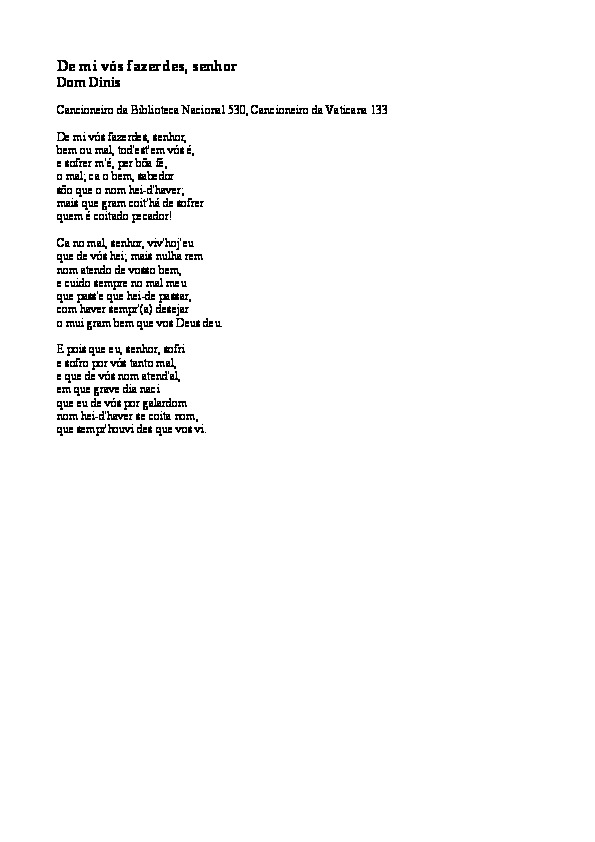 De mi vós fazerdes, senhor
Dom Dinis
Cancioneiro da Biblioteca Nacional 530, Cancioneiro da Vaticana 133
De mi vós fazerdes, senhor,
bem ou mal, tod'est'em vós é,
e sofrer m'é, per bõa fé,
o mal; ca o bem, sabedor
sõo que o nom hei-d'haver;
mais que gram coit'há de sofrer
quem é coitado pecador!
Ca no mal, senhor, viv'hoj'eu
que de vós hei; mais nulha rem
nom atendo de vosso bem,
e cuido sempre no mal meu
que pass'e que hei-de passar,
com haver sempr'(a) desejar
o mui gram bem que vos Deus deu.
E pois que eu, senhor, sofri
e sofro por vós tanto mal,
e que de vós nom atend'al,
em que grave dia naci
que eu de vós por galardom
nom hei-d'haver se coita nom,
que sempr'houvi des que vos vi.